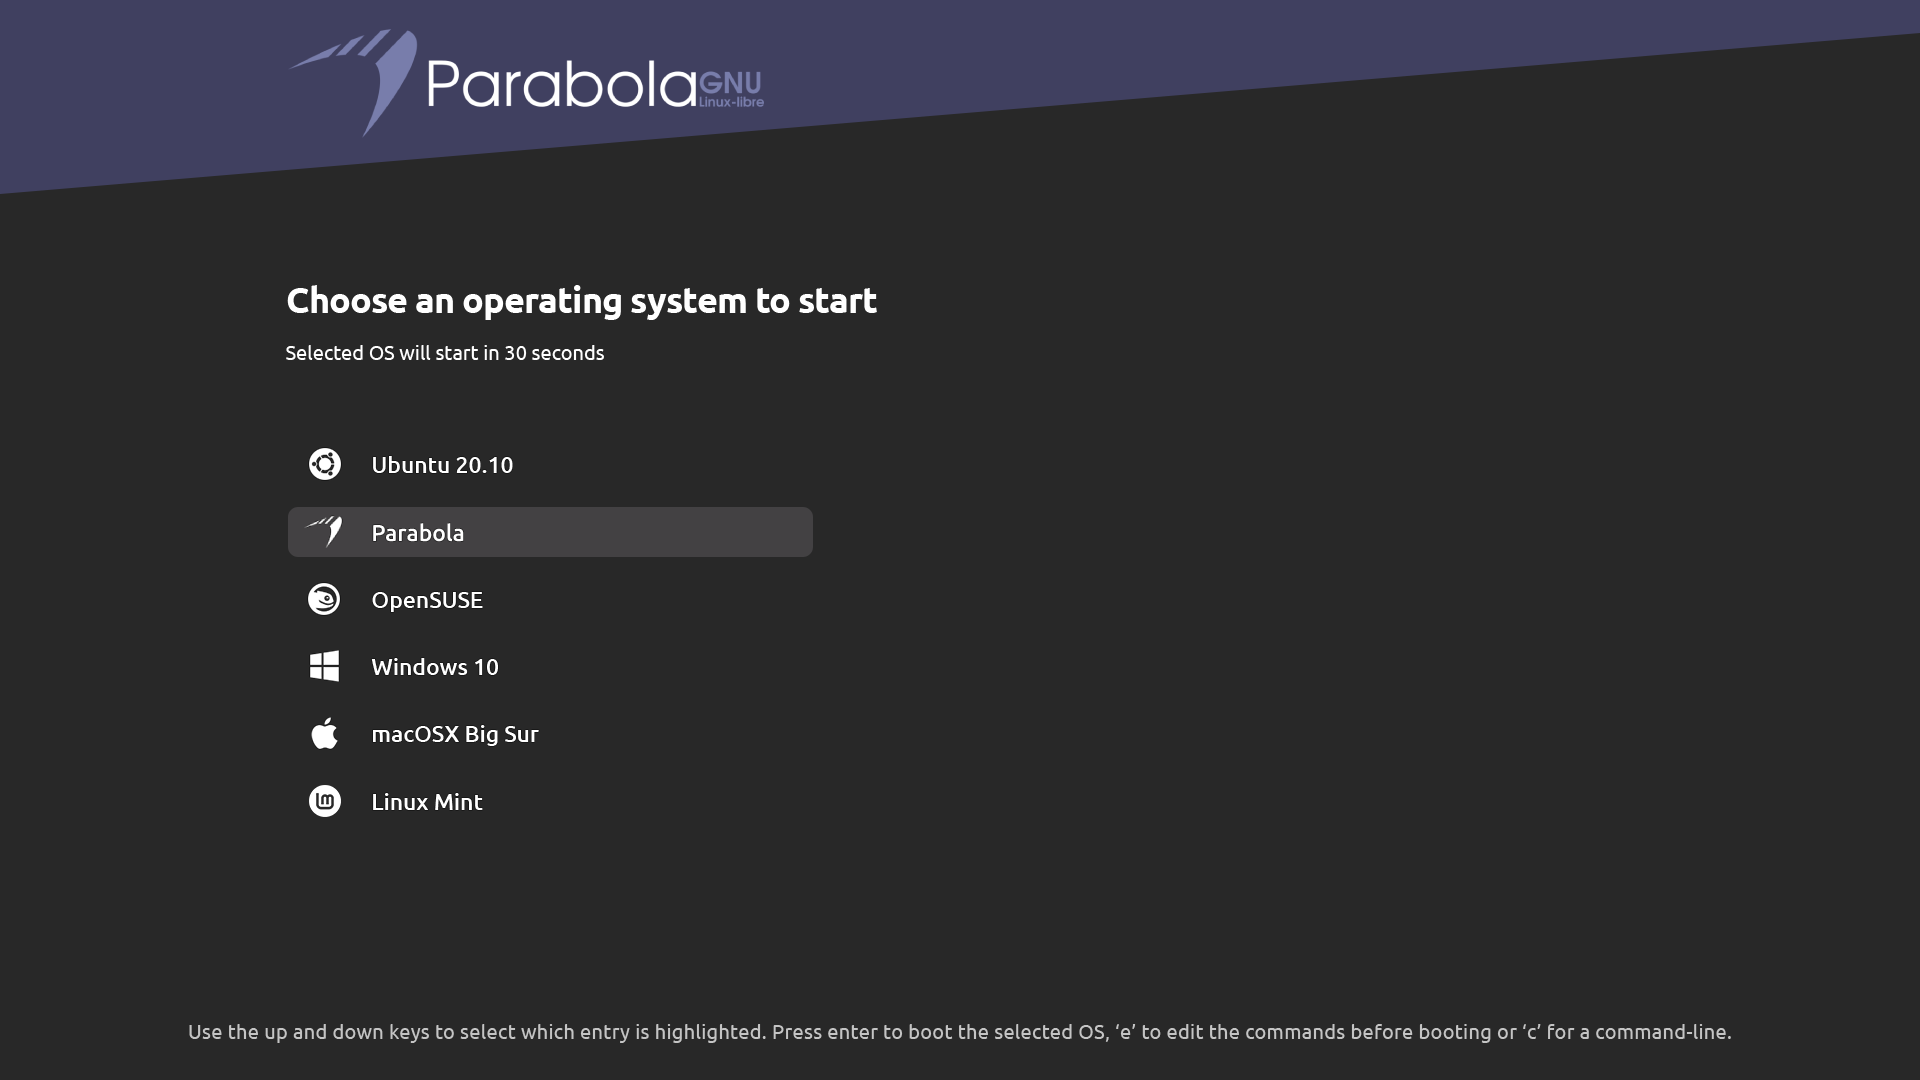 Parabola GNU
Linux-libre
Choose an operating system to start
Selected OS will start in 30 seconds
Ubuntu 20.10
Parabola
OpenSUSE
Windows 10
macOSX Big Sur
Linux Mint
Use the up and down keys to select which entry is highlighted. Press enter to boot the selected OS, ‘e’ to edit the commands before booting or ‘c’ for a command-line.